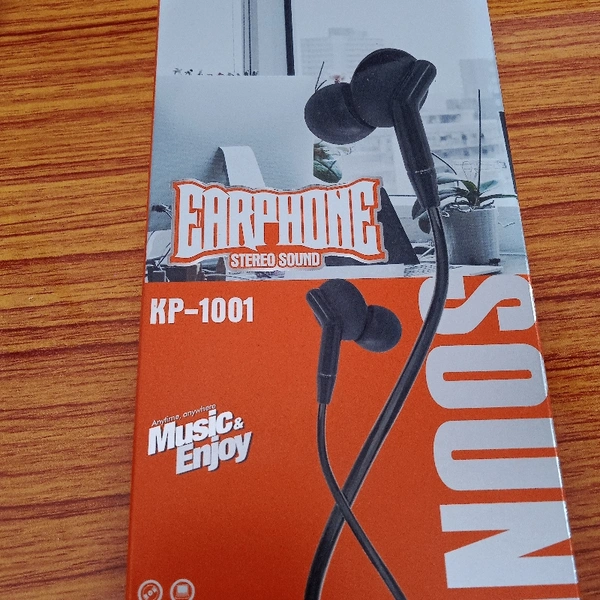 EARPHONE
STEREO SOUND
KP-1001
Anytime, anywhere
Music &
Enjoy
SOUN